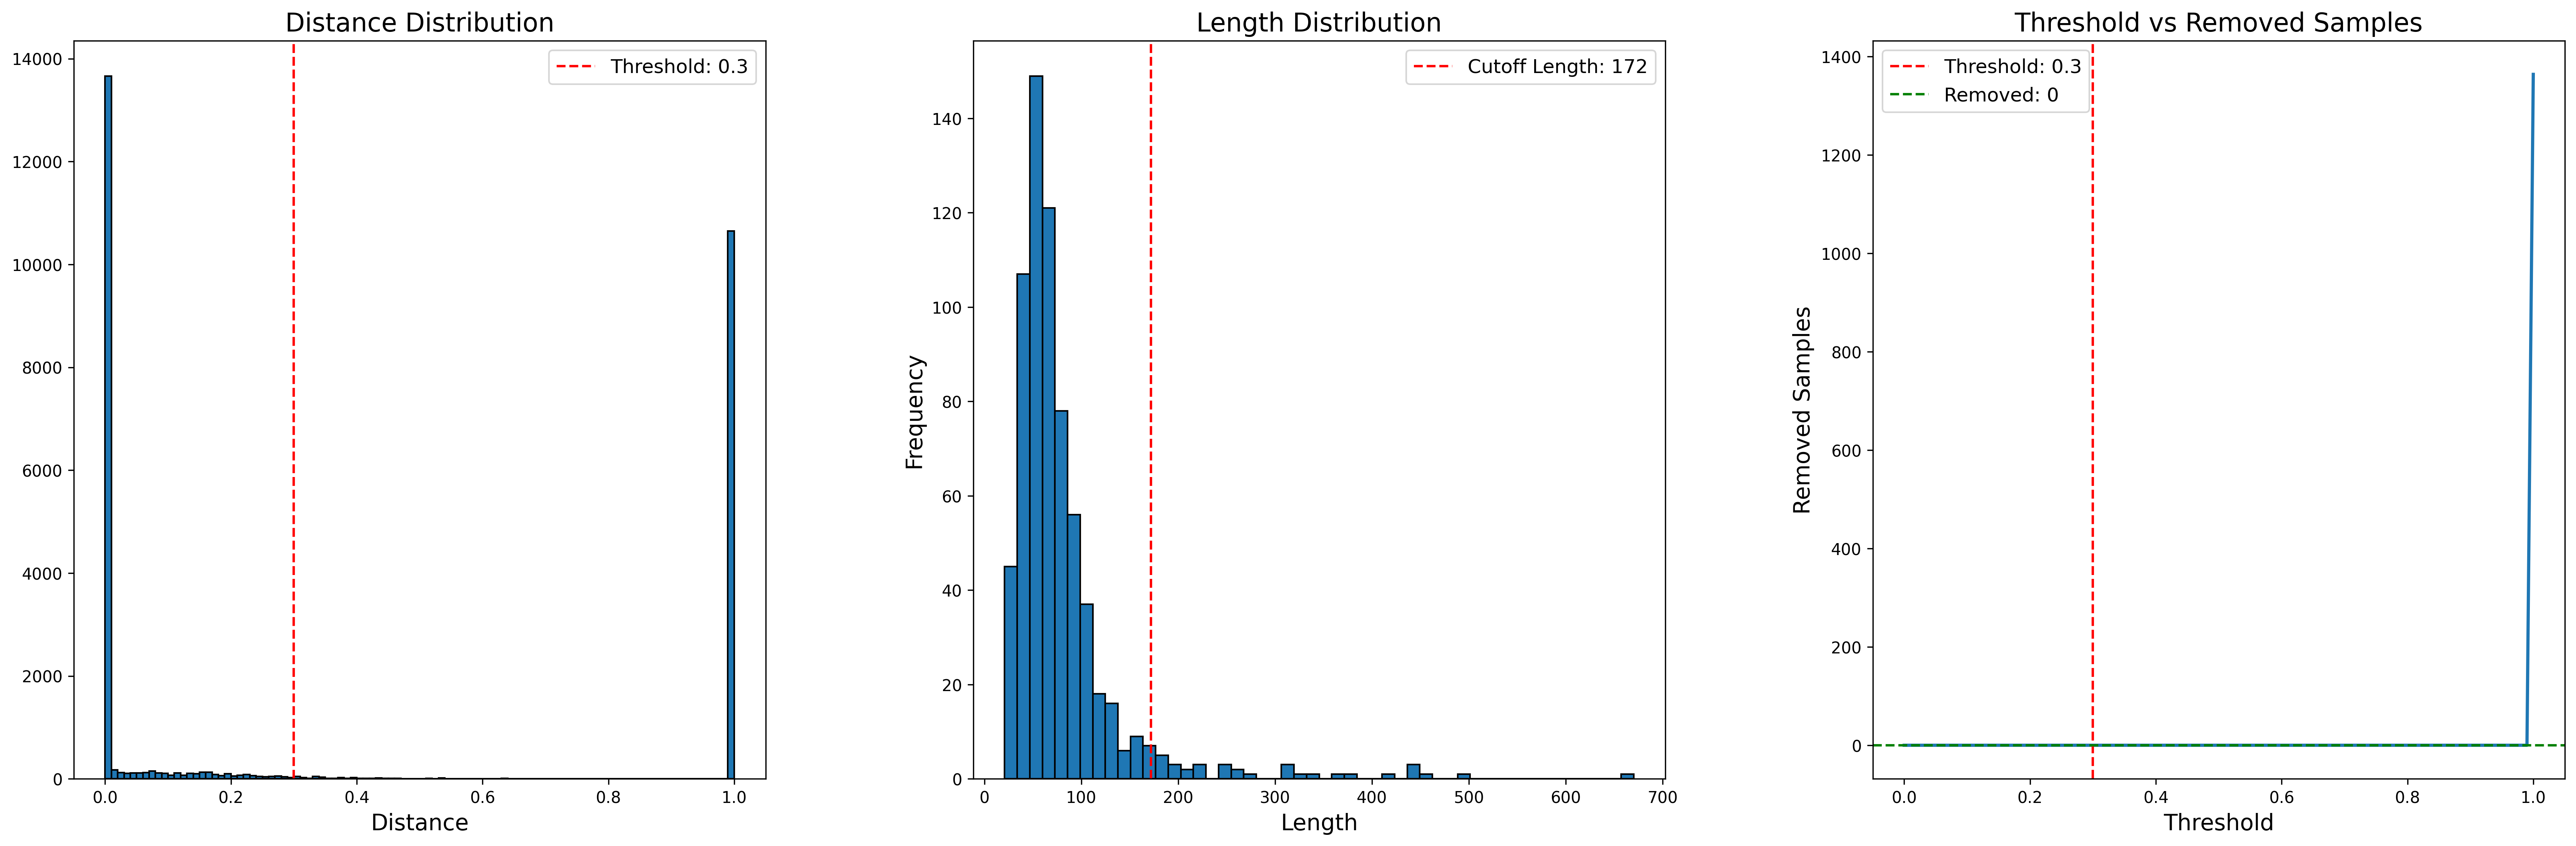 Distance Distribution
14000
12000
10000
8000
6000
4000
2000
0
0.0 0.2 0.4 0.6 0.8 1.0
Distance
Threshold: 0.3
Length Distribution
Frequency
140
120
100
80
60
40
20
0
0 100 200 300 400 500 600 700
Length
Cutoff Length: 172
Threshold vs Removed Samples
Removed Samples
1400
1200
1000
800
600
400
200
0
0.0 0.2 0.4 0.6 0.8 1.0
Threshold
Threshold: 0.3
Removed: 0